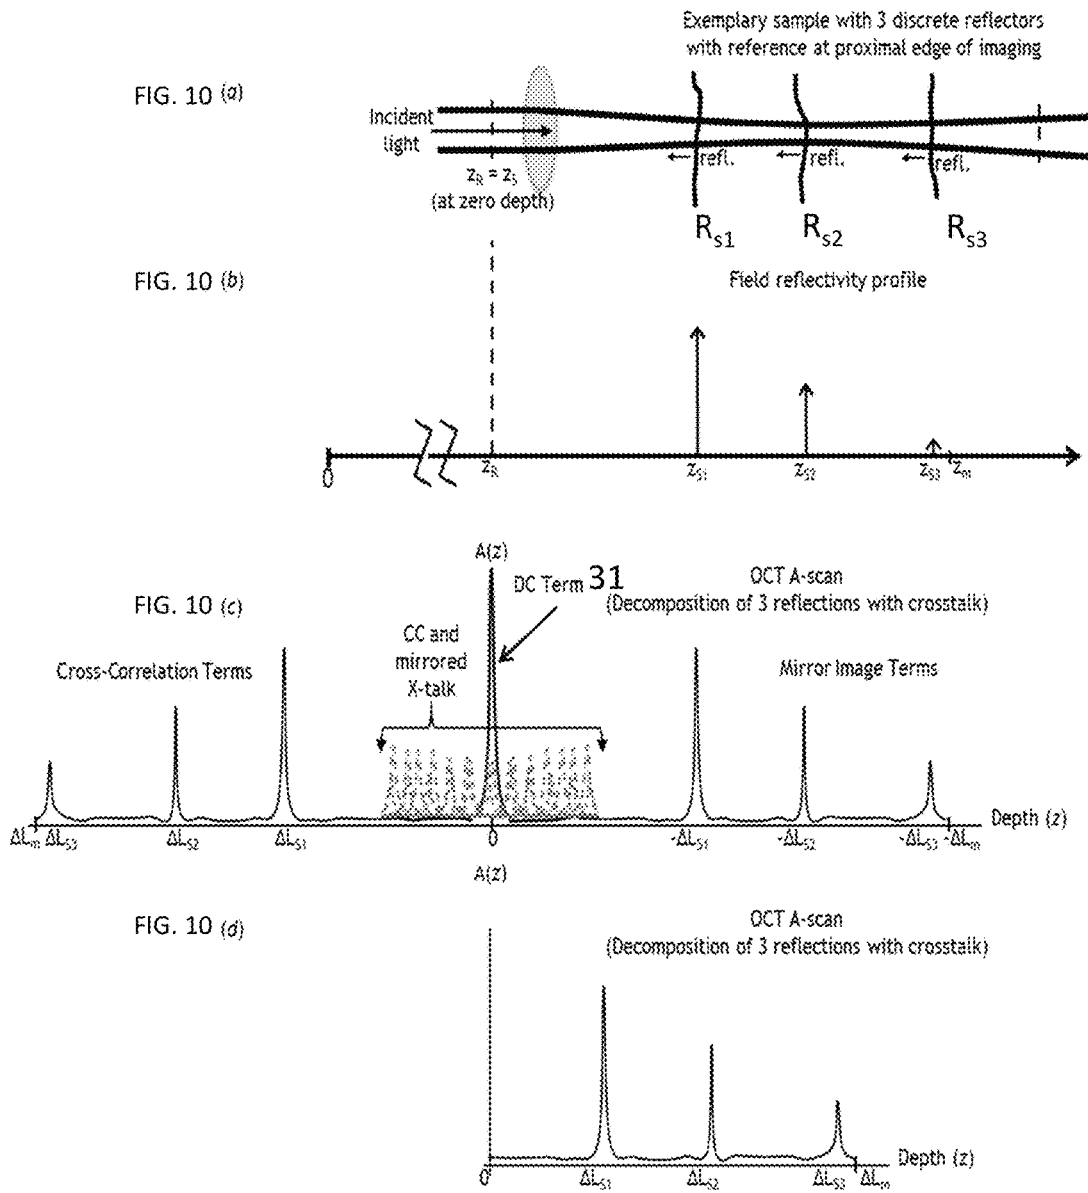 Exemplary sample with 3 discrete reflectors
with reference at proximal edge of imaging
FIG. 10 (a)
Incident
light
z_R = z_S
(at zero depth)
refl.
refl.
refl.
R_s1
R_s2
R_s3
FIG. 10 (b)
Field reflectivity profile
0
z_R
z_S1
z_S2
z_S3
z_m
A(z)
DC Term 31
OCT A-scan
(Decomposition of 3 reflections with crosstalk)
FIG. 10 (c)
CC and
mirrored
X-talk
Cross-Correlation Terms
Mirror Image Terms
Depth (z)
ΔL_m
ΔL_S3
ΔL_S2
ΔL_S1
0
-ΔL_S1
-ΔL_S2
-ΔL_S3
-ΔL_m
A(z)
FIG. 10 (d)
OCT A-scan
(Decomposition of 3 reflections with crosstalk)
Depth (z)
0
ΔL_S1
ΔL_S2
ΔL_S3
ΔL_m